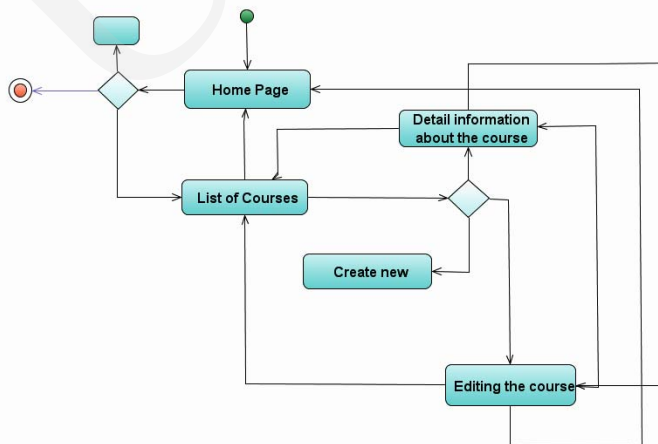 Home Page
Detail information
about the course
List of Courses
Create new
Editing the course